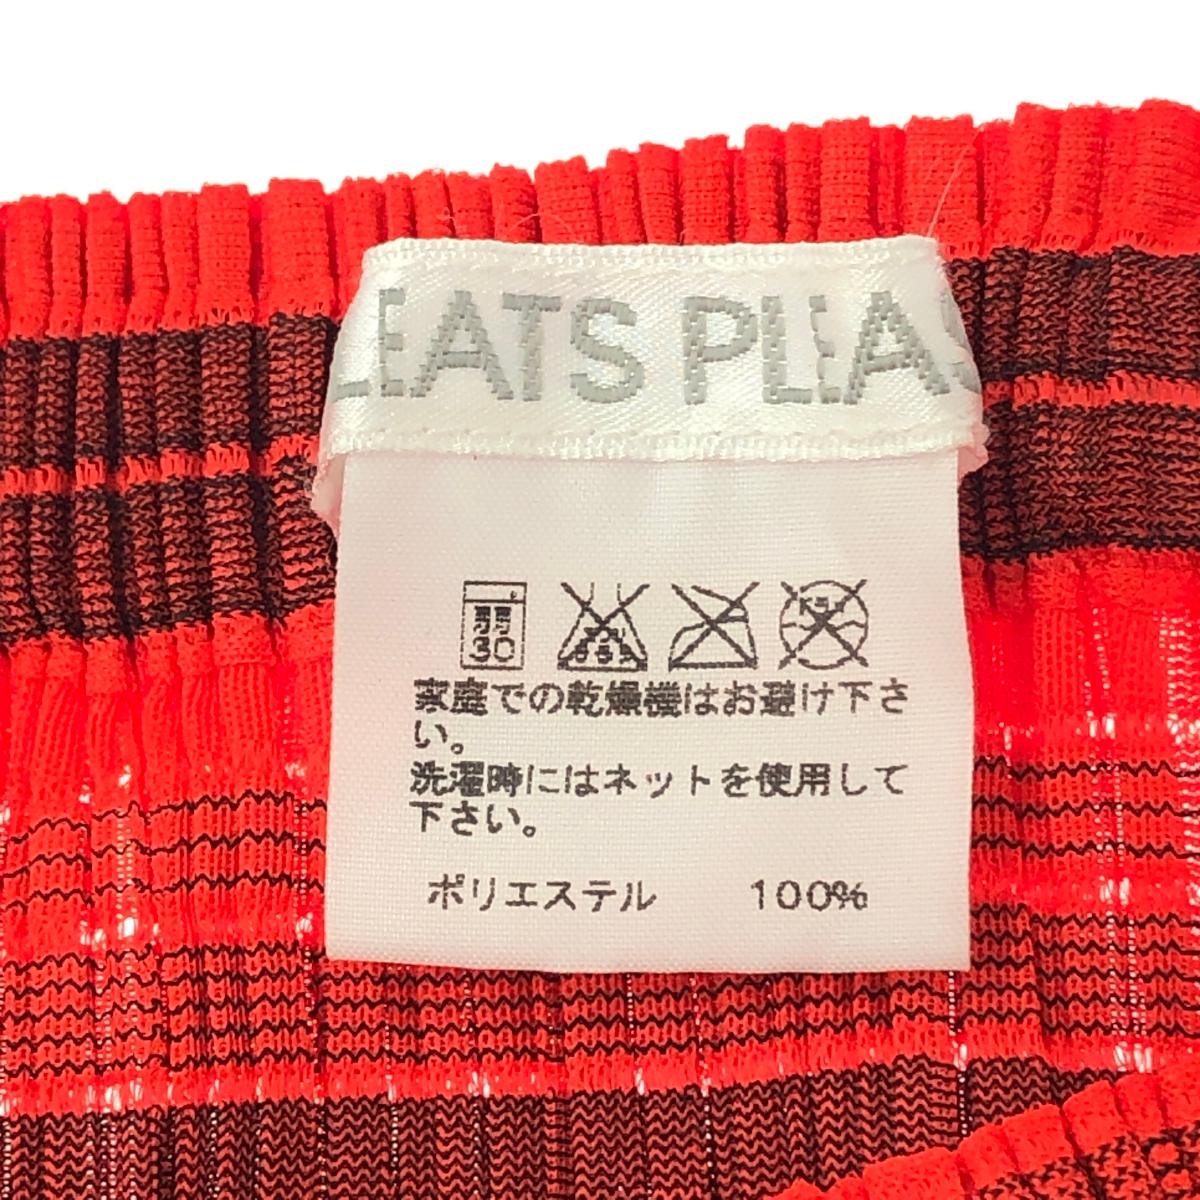 LEATS PLEAS
弱
30
家庭での乾燥機はお避け下さ
い。
洗濯時にはネットを使用して
下さい。
ポリエステル 100%